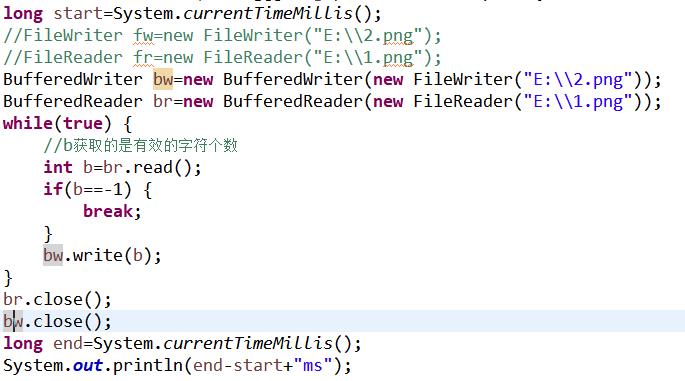 long start=System.currentTimeMillis();
//FileWriter fw=new FileWriter("E:\\2.png");
//FileReader fr=new FileReader("E:\\1.png");
BufferedWriter bw=new BufferedWriter(new FileWriter("E:\\2.png"));
BufferedReader br=new BufferedReader(new FileReader("E:\\1.png"));
while(true) {
    //b获取的是有效的字符个数
    int b=br.read();
    if(b==-1) {
        break;
    }
    bw.write(b);
}
br.close();
bw.close();
long end=System.currentTimeMillis();
System.out.println(end-start+"ms");